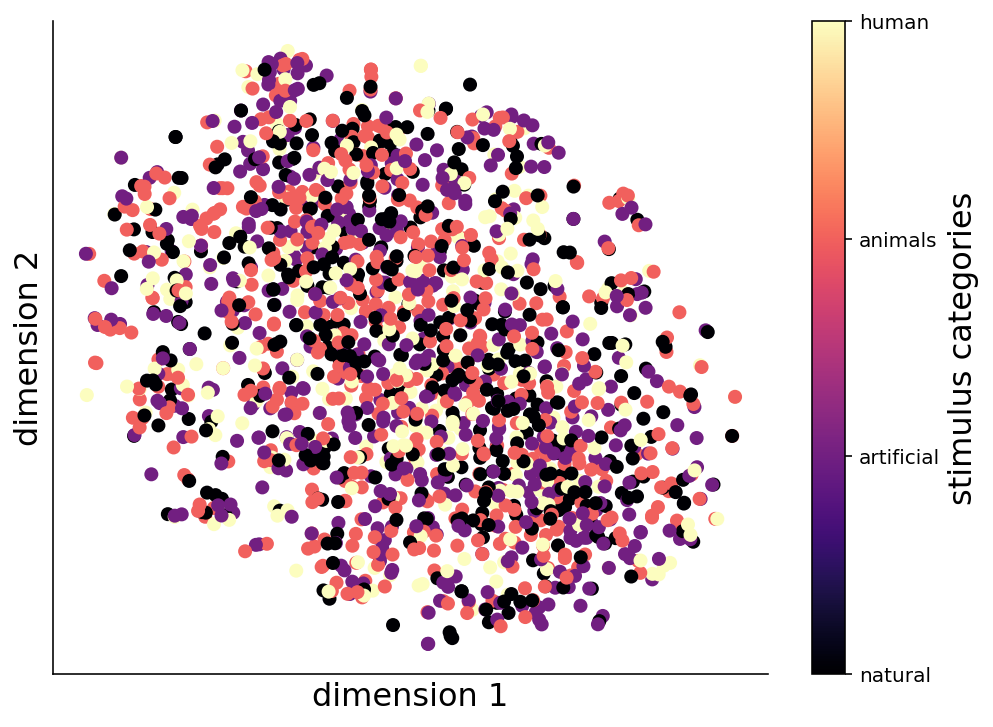 dimension 2
dimension 1
human
animals
artificial
natural
stimulus categories